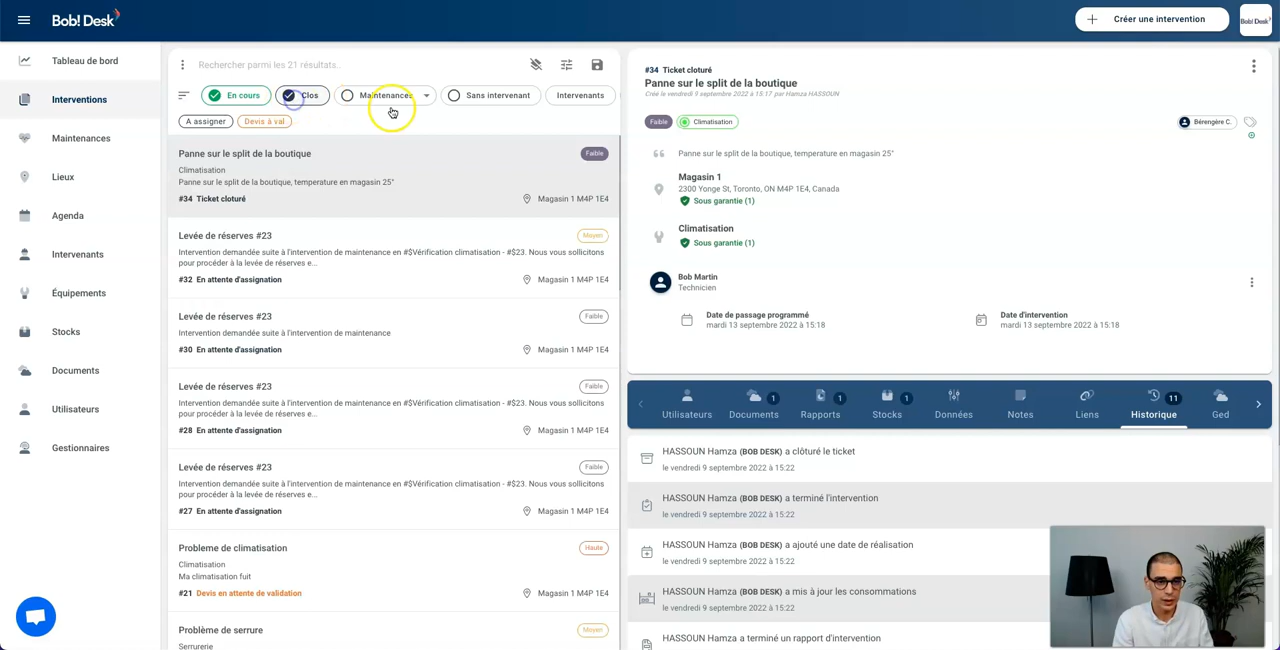 Bob! Desk
Créer une intervention
Bob! Desk
Tableau de bord
Interventions
Maintenances
Lieux
Agenda
Intervenants
Équipements
Stocks
Documents
Utilisateurs
Gestionnaires
Rechercher parmi les 21 résultats...
En cours
Clos
Maintenances
Sans intervenant
Intervenants
A assigner
Devis à val
Panne sur le split de la boutique
Faible
Climatisation
Panne sur le split de la boutique, temperature en magasin 25°
#34 Ticket cloturé
Magasin 1 M4P 1E4
Levée de réserves #23
Moyen
Intervention demandée suite à l'intervention de maintenance en #$Vérification climatisation - #$23. Nous vous sollicitons
pour procéder à la levée de réserves e...
#32 En attente d'assignation
Magasin 1 M4P 1E4
Levée de réserves #23
Faible
Intervention demandée suite à l'intervention de maintenance
#30 En attente d'assignation
Magasin 1 M4P 1E4
Levée de réserves #23
Faible
Intervention demandée suite à l'intervention de maintenance en #$Vérification climatisation - #$23. Nous vous sollicitons
pour procéder à la levée de réserves e...
#28 En attente d'assignation
Magasin 1 M4P 1E4
Levée de réserves #23
Faible
Intervention demandée suite à l'intervention de maintenance en #$Vérification climatisation - #$23. Nous vous sollicitons
pour procéder à la levée de réserves e...
#27 En attente d'assignation
Magasin 1 M4P 1E4
Probleme de climatisation
Haute
Climatisation
Ma climatisation fuit
#21 Devis en attente de validation
Magasin 1 M4P 1E4
Problème de serrure
Moyen
Serrurerie
#34 Ticket cloturé
Panne sur le split de la boutique
Créé le vendredi 9 septembre 2022 à 15:17 par Hamza HASSOUN
Faible
Climatisation
Bérengère C.
Panne sur le split de la boutique, temperature en magasin 25°
Magasin 1
2300 Yonge St, Toronto, ON M4P 1E4, Canada
Sous garantie (1)
Climatisation
Sous garantie (1)
Bob Martin
Technicien
Date de passage programmé
mardi 13 septembre 2022 à 15:18
Date d'intervention
mardi 13 septembre 2022 à 15:18
Utilisateurs
Documents 1
Rapports 1
Stocks 1
Données
Notes
Liens
Historique 11
Ged
HASSOUN Hamza (BOB DESK) a clôturé le ticket
le vendredi 9 septembre 2022 à 15:22
HASSOUN Hamza (BOB DESK) a terminé l'intervention
le vendredi 9 septembre 2022 à 15:22
HASSOUN Hamza (BOB DESK) a ajouté une date de réalisation
le vendredi 9 septembre 2022 à 15:22
HASSOUN Hamza (BOB DESK) a mis à jour les consommations
le vendredi 9 septembre 2022 à 15:22
HASSOUN Hamza a terminé un rapport d'intervention